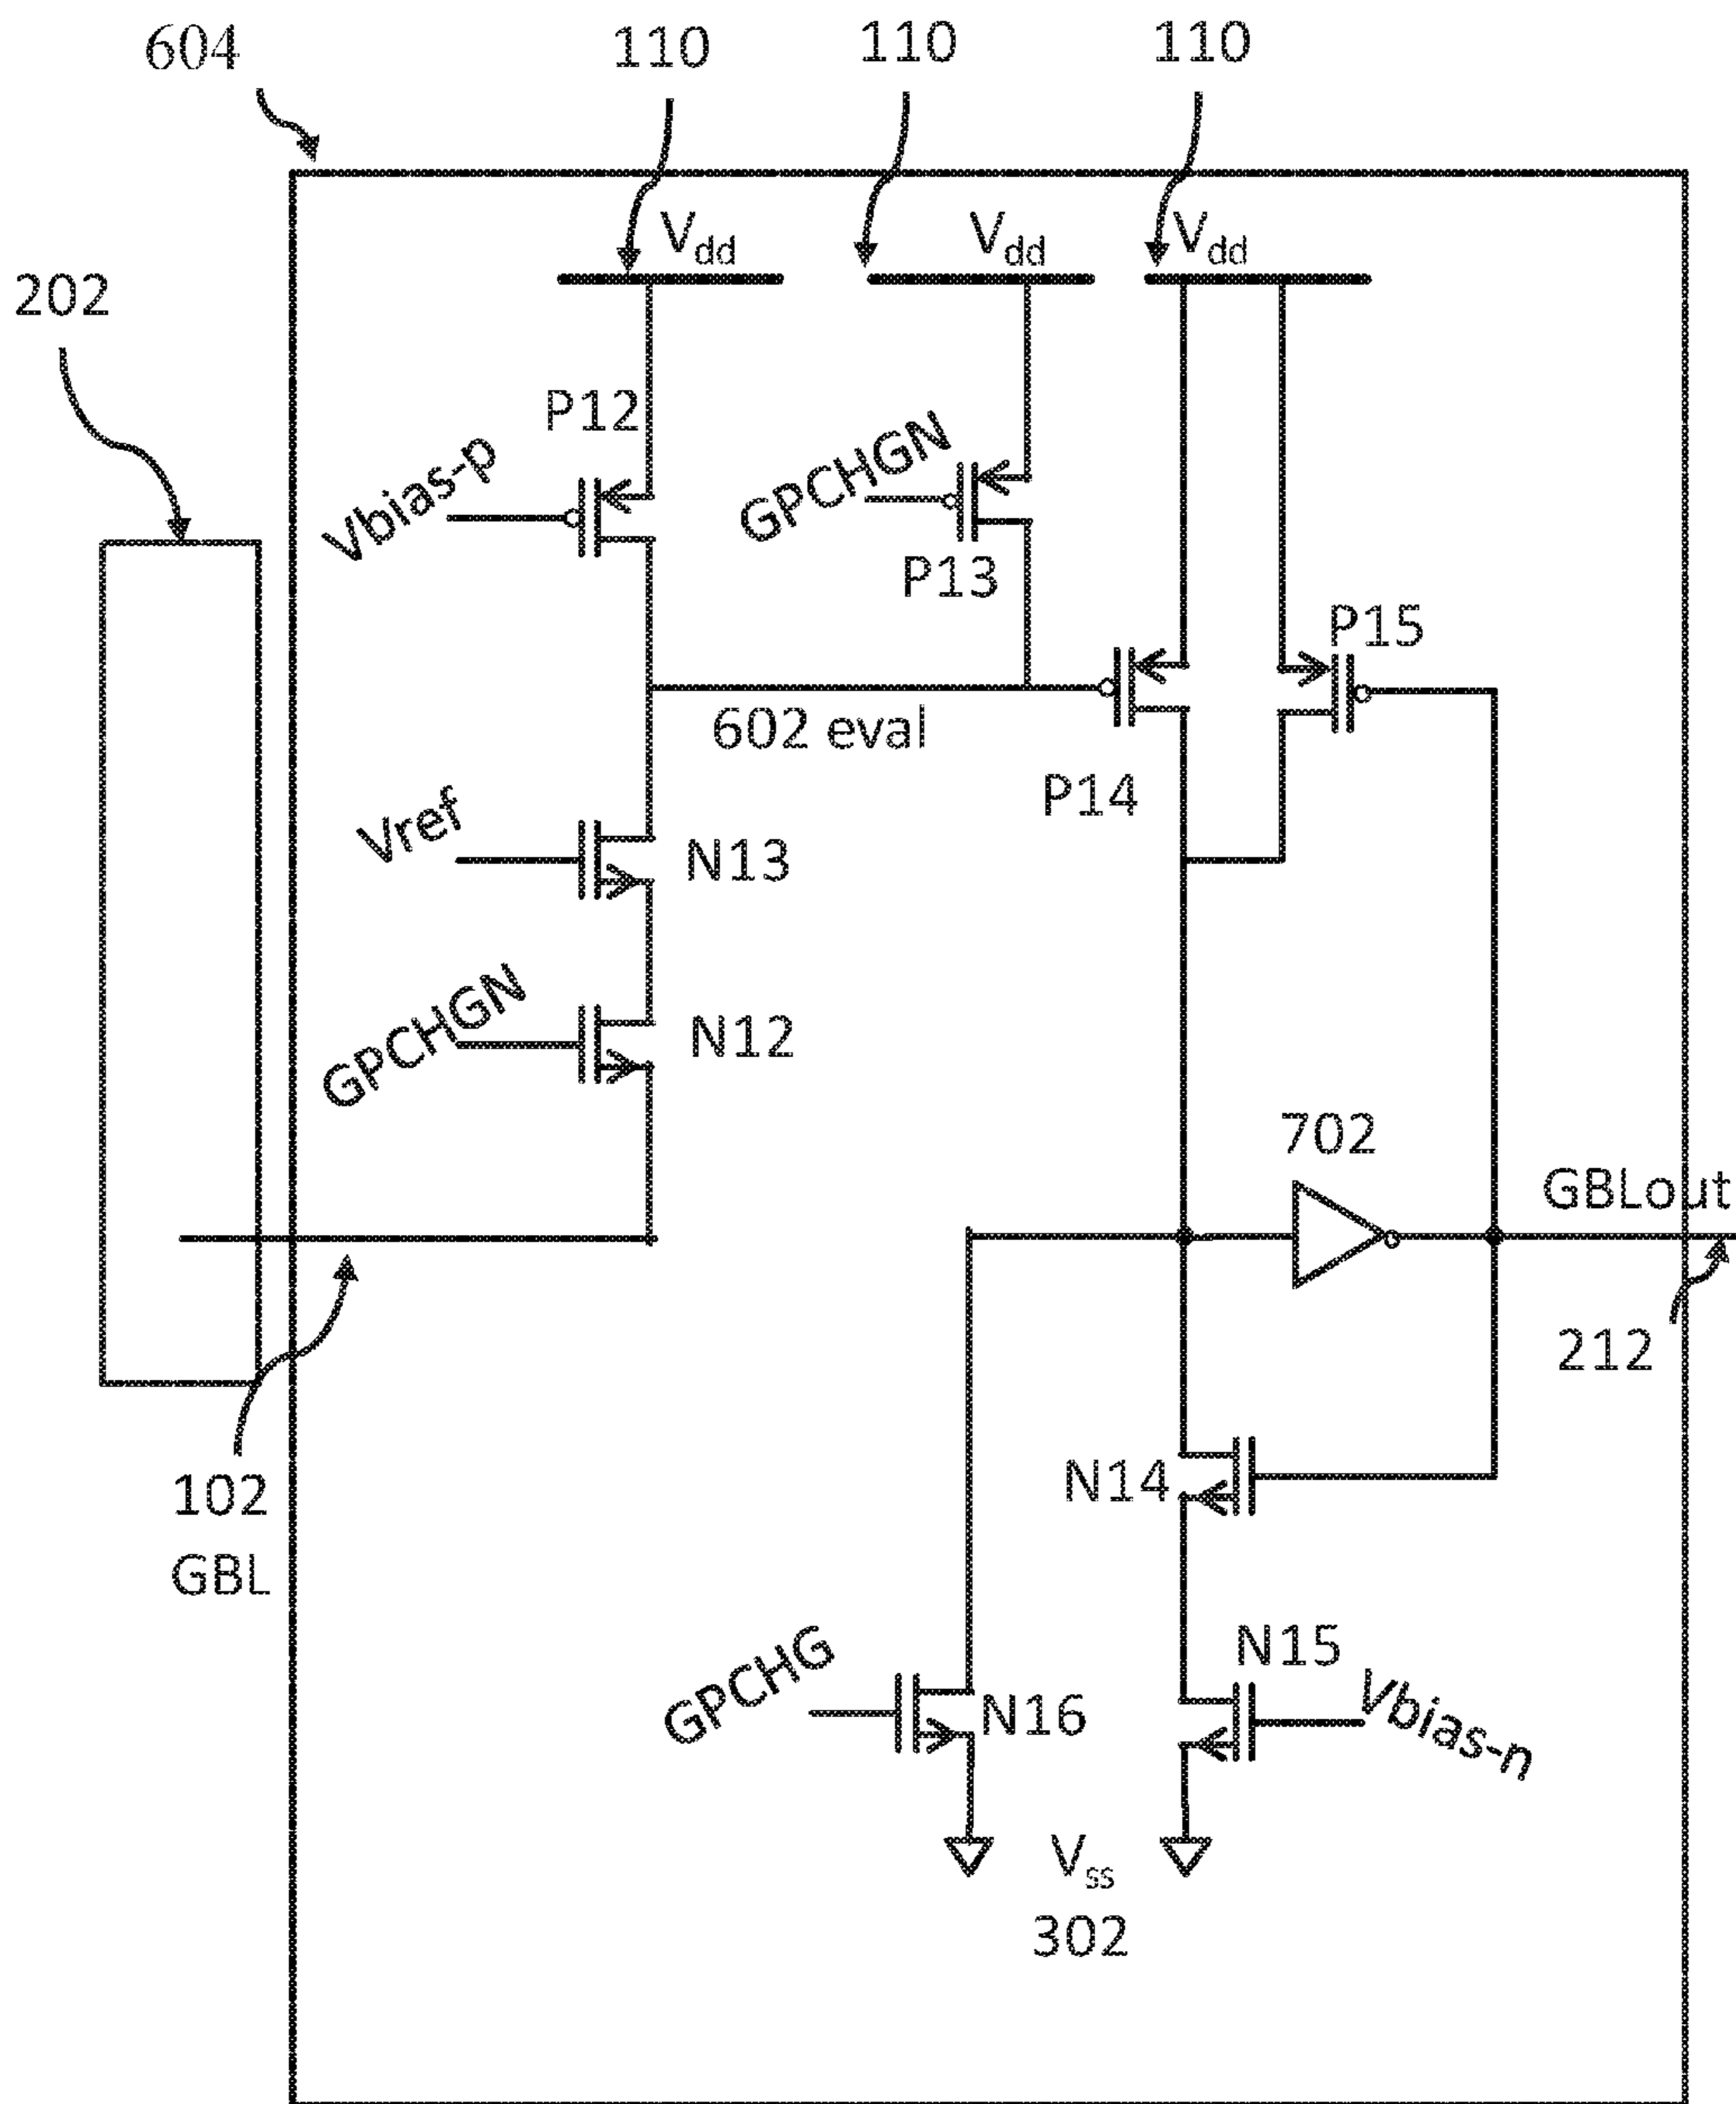 604
110
110
110
Vdd
Vdd
Vdd
202
P12
Vbias-p
GPCHGN
P13
P15
602 eval
P14
Vref
N13
GPCHGN
N12
702
GBLout
212
102
GBL
N14
GPCHG
N16
N15
Vbias-n
Vss
302